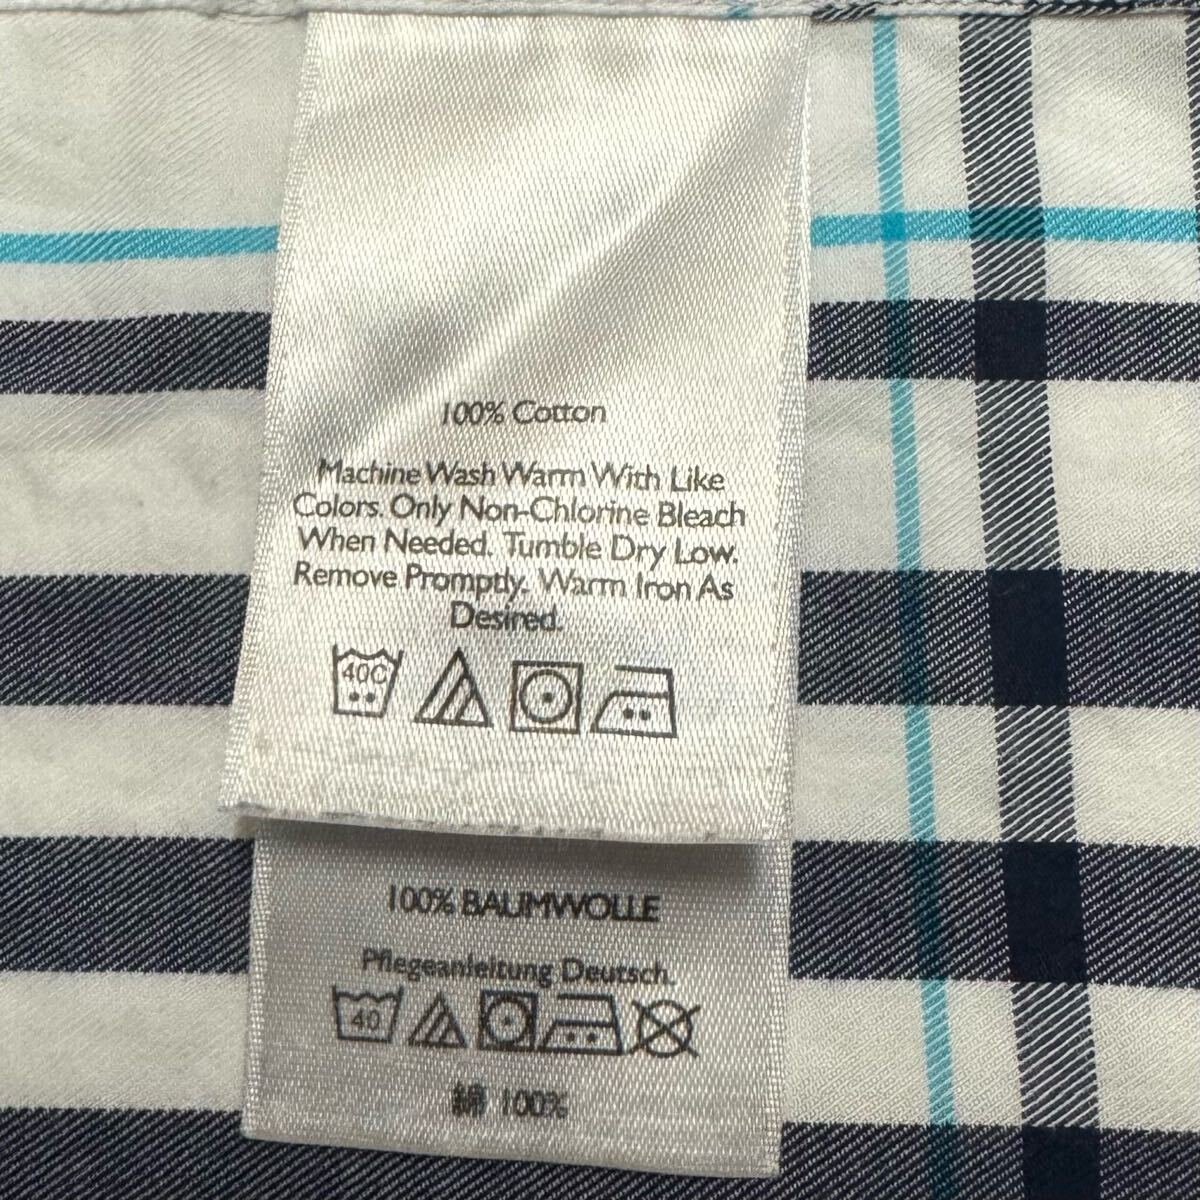 100% Cotton
Machine Wash Warm With Like
Colors. Only Non-Chlorine Bleach
When Needed. Tumble Dry Low.
Remove Promptly. Warm Iron As
Desired.
40C
100% BAUMWOLLE
Pflegeanleitung Deutsch.
40
綿 100%